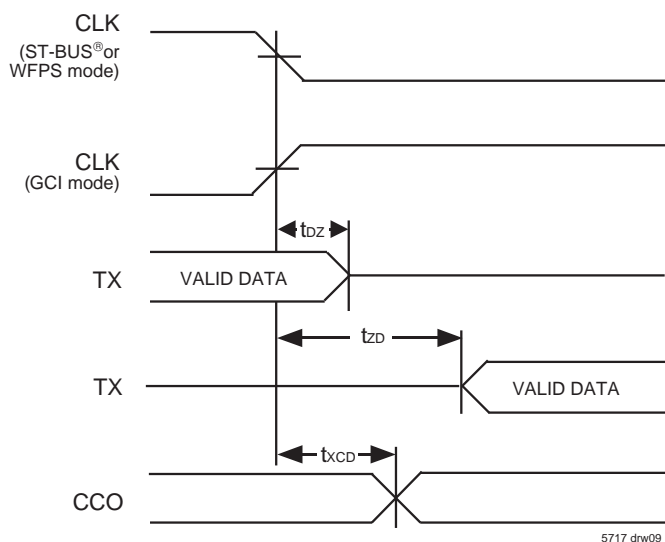 CLK
(ST-BUS®or
WFPS mode)
CLK
(GCI mode)
tDZ
TX
VALID DATA
tZD
TX
VALID DATA
tXCD
CCO
5717 drw09